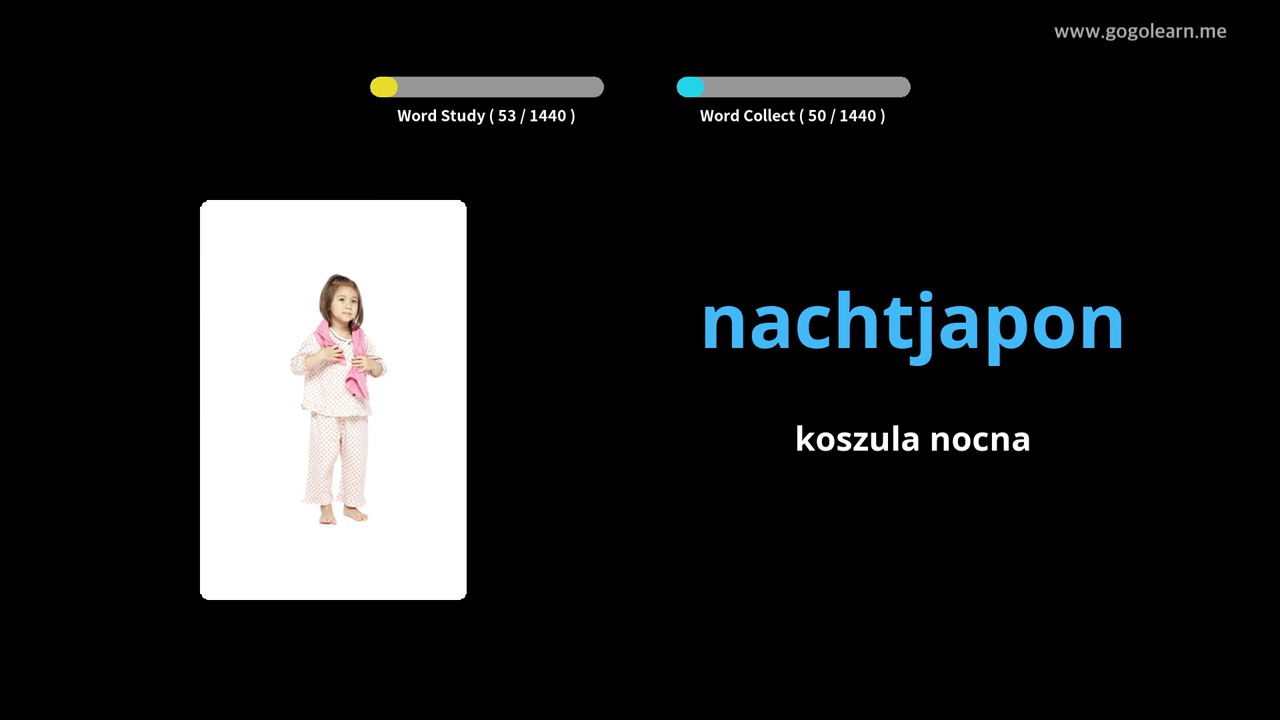 www.gogolearn.me
Word Study ( 53 / 1440 )
Word Collect ( 50 / 1440 )
nachtjapon
koszula nocna